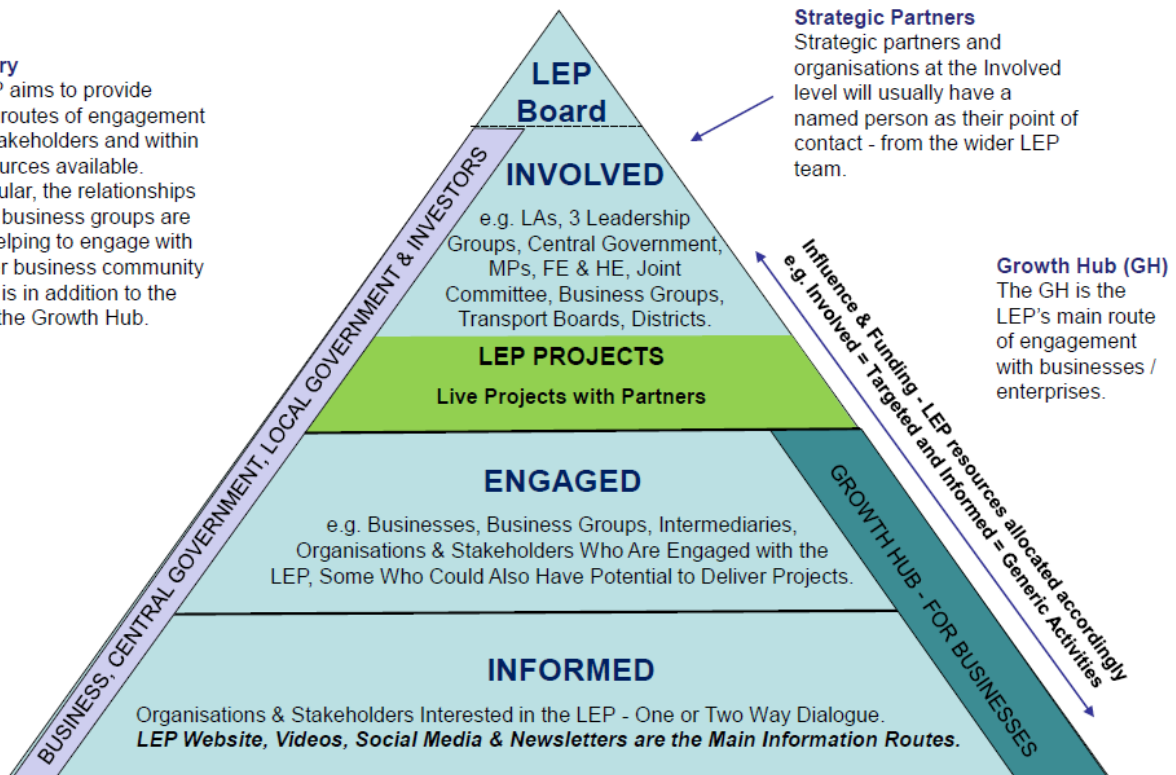 ry
P aims to provide
routes of engagement
akeholders and within
urces available.
ular, the relationships
business groups are
elping to engage with
r business community
is in addition to the
the Growth Hub.
LEP
Board
Strategic Partners
Strategic partners and
organisations at the Involved
level will usually have a
named person as their point of
contact - from the wider LEP
team.
INVOLVED
e.g. LAs, 3 Leadership
Groups, Central Government,
MPs, FE & HE, Joint
Committee, Business Groups,
Transport Boards, Districts.
Growth Hub (GH)
The GH is the
LEP's main route
of engagement
with businesses /
enterprises.
LEP PROJECTS
Live Projects with Partners
Influence & Funding - LEP resources allocated accordingly
e.g. Involved = Targeted and Informed = Generic Activities
BUSINESS, CENTRAL GOVERNMENT, LOCAL GOVERNMENT & INVESTORS
ENGAGED
e.g. Businesses, Business Groups, Intermediaries,
Organisations & Stakeholders Who Are Engaged with the
LEP, Some Who Could Also Have Potential to Deliver Projects.
GROWTH HUB - FOR BUSINESSES
INFORMED
Organisations & Stakeholders Interested in the LEP - One or Two Way Dialogue.
LEP Website, Videos, Social Media & Newsletters are the Main Information Routes.